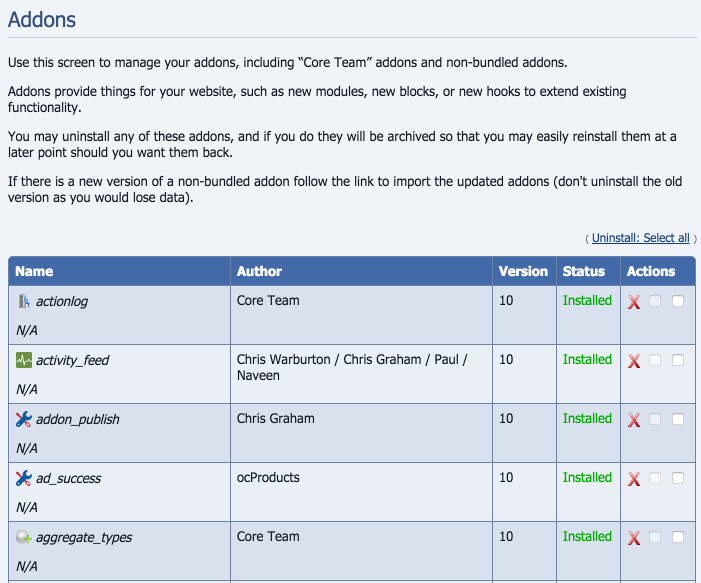 Addons
Use this screen to manage your addons, including “Core Team” addons and non-bundled addons.
Addons provide things for your website, such as new modules, new blocks, or new hooks to extend existing
functionality.
You may uninstall any of these addons, and if you do they will be archived so that you may easily reinstall them at a
later point should you want them back.
If there is a new version of a non-bundled addon follow the link to import the updated addons (don't uninstall the old
version as you would lose data).
( Uninstall: Select all )
Name Author Version Status Actions
actionlog Core Team 10 Installed
N/A
activity_feed Chris Warburton / Chris Graham / Paul / 10 Installed
Naveen
N/A
addon_publish Chris Graham 10 Installed
N/A
ad_success ocProducts 10 Installed
N/A
aggregate_types Core Team 10 Installed
N/A